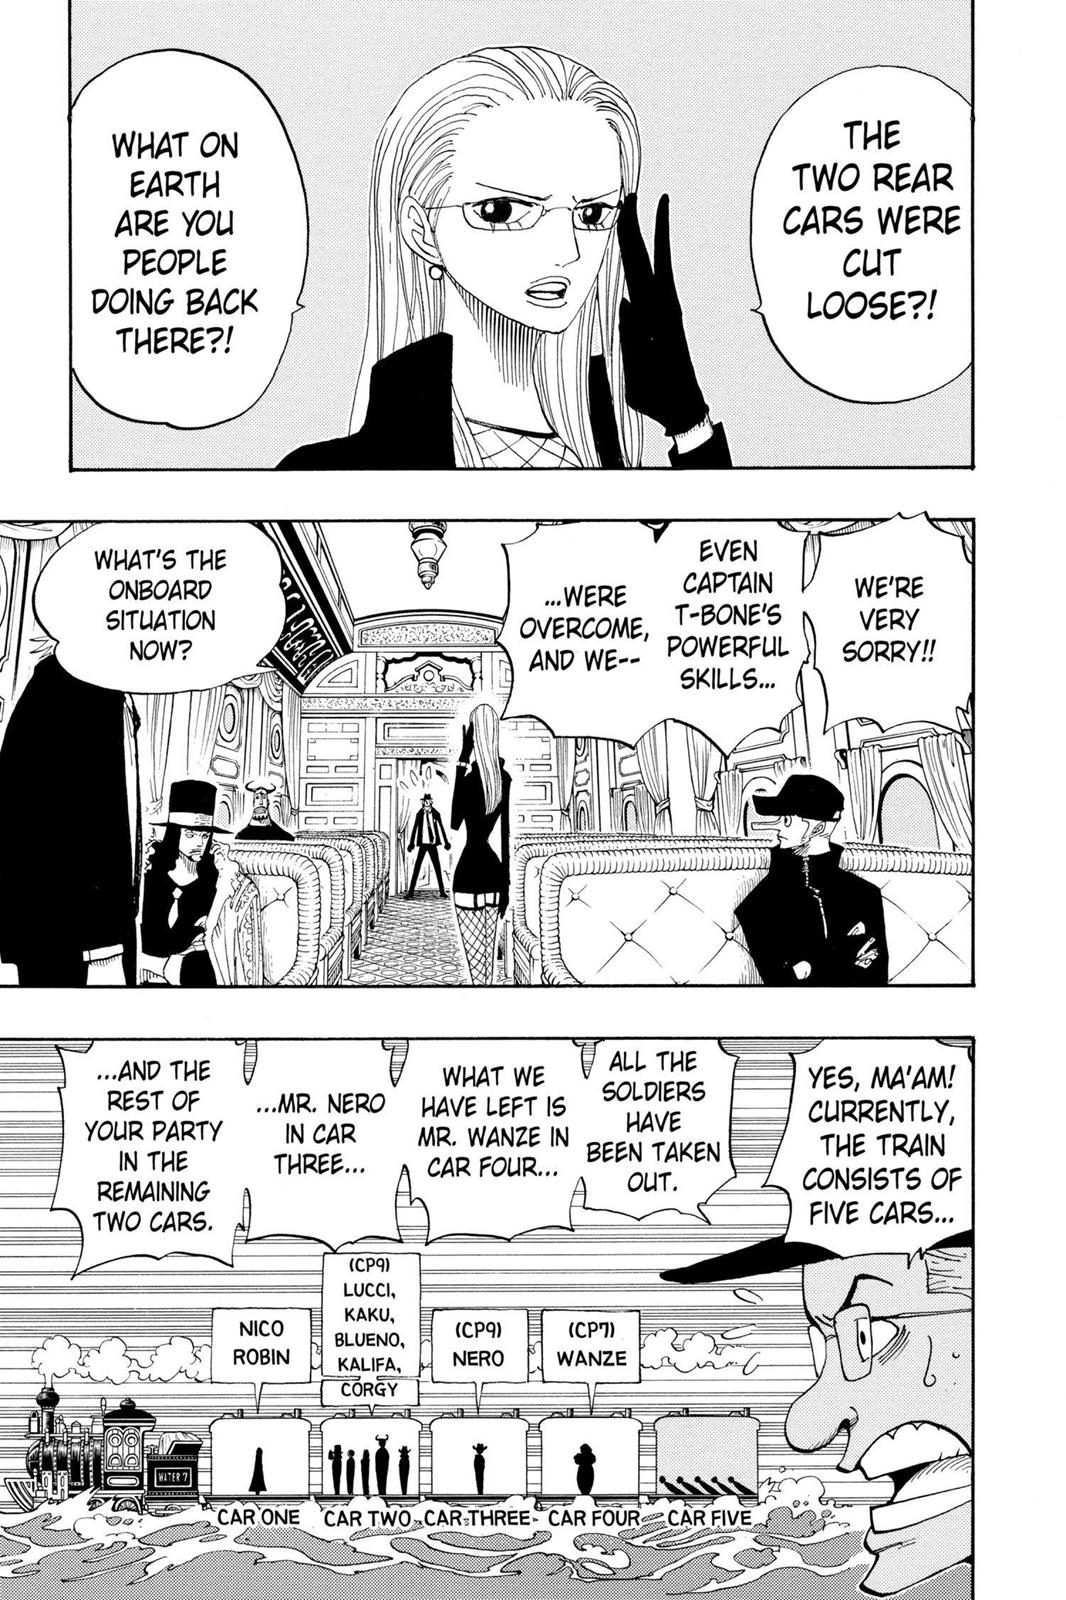 THE
TWO REAR
CARS WERE
CUT
LOOSE?!
WHAT ON
EARTH
ARE YOU
PEOPLE
DOING BACK
THERE?!
WE'RE
VERY
SORRY!!
EVEN
CAPTAIN
T-BONE'S
POWERFUL
SKILLS...
...WERE
OVERCOME,
AND WE--
WHAT'S THE
ONBOARD
SITUATION
NOW?
YES, MA'AM!
CURRENTLY,
THE TRAIN
CONSISTS OF
FIVE CARS...
ALL THE
SOLDIERS
HAVE
BEEN TAKEN
OUT.
WHAT WE
HAVE LEFT IS
MR. WANZE IN
CAR FOUR...
...MR. NERO
IN CAR
THREE...
...AND THE
REST OF
YOUR PARTY
IN THE
REMAINING
TWO CARS.
NICO
ROBIN
(CP9)
LUCCI,
KAKU,
BLUENO,
KALIFA,
CORGY
(CP9)
NERO
(CP7)
WANZE
WATER 7
CAR ONE
CAR TWO
CAR THREE
CAR FOUR
CAR FIVE